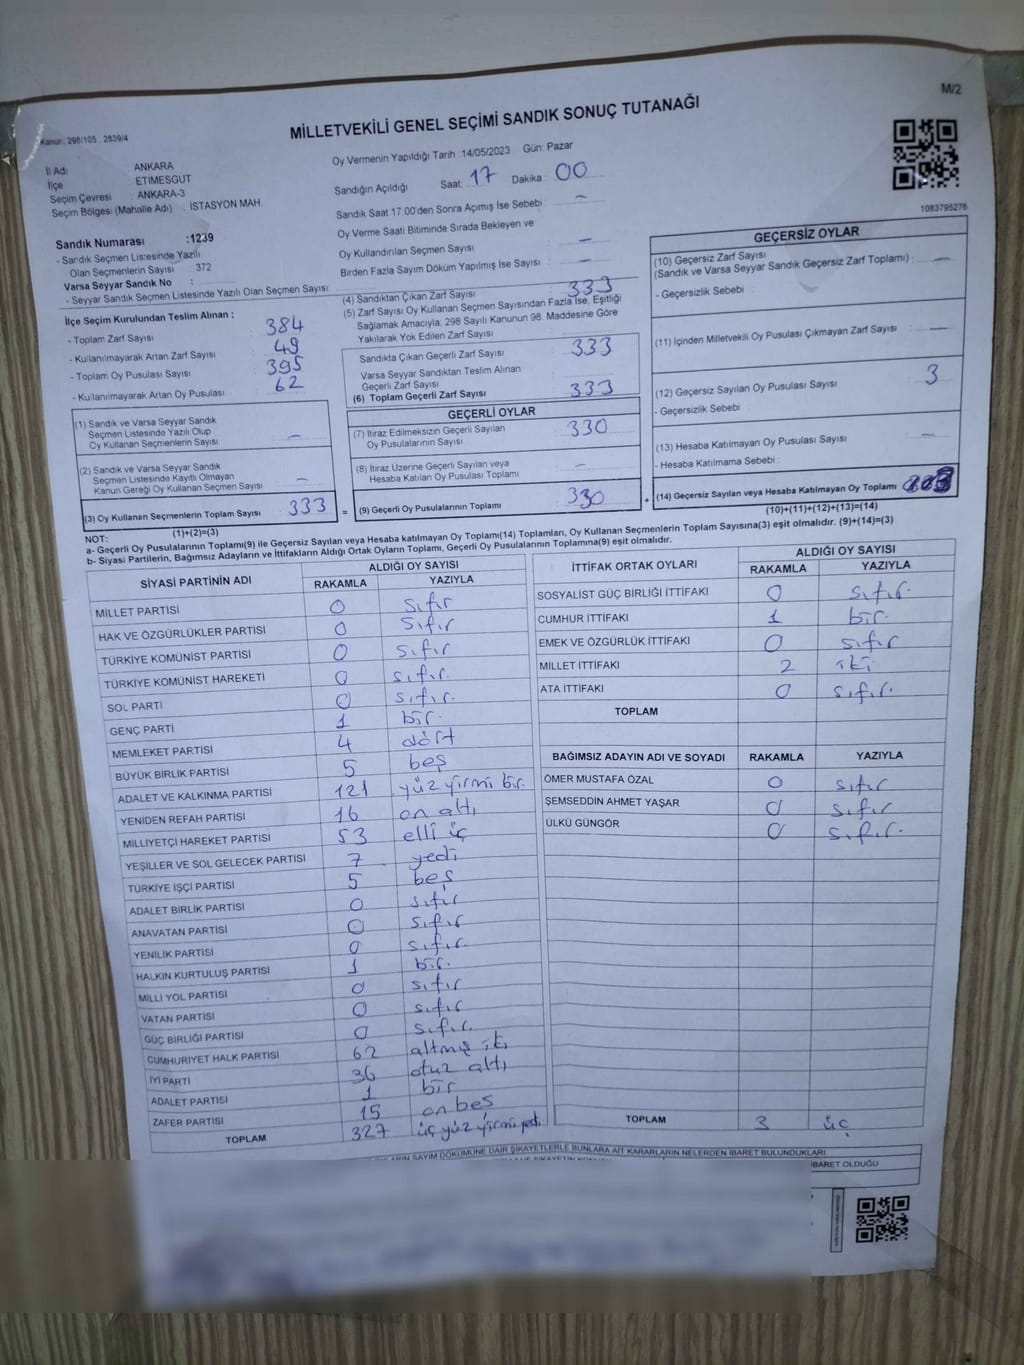 M/2
Kanun: 298/105 : 2839/4
MİLLETVEKİLİ GENEL SEÇİMİ SANDIK SONUÇ TUTANAĞI
İl Adı ANKARA
İlçe ETİMESGUT
Seçim Çevresi ANKARA-3
Seçim Bölgesi (Mahalle Adı) : İSTASYON MAH.
Oy Vermenin Yapıldığı Tarih :14/05/2023 Gün: Pazar
Sandığın Açıldığı Saat: 17 Dakika : 00
Sandık Saat 17.00'den Sonra Açımış İse Sebebi : –
Oy Verme Saati Bitiminde Sırada Bekleyen ve
Oy Kullandırılan Seçmen Sayısı –
Birden Fazla Sayım Döküm Yapılmış İse Sayısı : –
1083795276
Sandık Numarası :1239
- Sandık Seçmen Listesinde Yazılı
Olan Seçmenlerin Sayısı : 372
Varsa Seyyar Sandık No :
- Seyyar Sandık Seçmen Listesinde Yazılı Olan Seçmen Sayısı :
İlçe Seçim Kurulundan Teslim Alınan ;
- Toplam Zarf Sayısı : 384
- Kullanılmayarak Artan Zarf Sayısı : 49
- Toplam Oy Pusulası Sayısı : 395
- Kullanılmayarak Artan Oy Pusulası : 62
(1) Sandık ve Varsa Seyyar Sandık
Seçmen Listesinde Yazılı Olup
Oy Kullanan Seçmenlerin Sayısı –
(2) Sandık ve Varsa Seyyar Sandık
Seçmen Listesinde Kayıtlı Olmayan
Kanun Gereği Oy Kullanan Seçmen Sayısı –
(3) Oy Kullanan Seçmenlerin Toplam Sayısı 333
(1)+(2)=(3)
(4) Sandıktan Çıkan Zarf Sayısı : 333
(5) Zarf Sayısı Oy Kullanan Seçmen Sayısından Fazla İse, Eşitliği
Sağlamak Amacıyla, 298 Sayılı Kanunun 98. Maddesine Göre
Yakılarak Yok Edilen Zarf Sayısı :
Sandıkta Çıkan Geçerli Zarf Sayısı : 333
Varsa Seyyar Sandıktan Teslim Alınan
Geçerli Zarf Sayısı :
(6) Toplam Geçerli Zarf Sayısı : 333
GEÇERLİ OYLAR
(7) İtiraz Edilmeksizin Geçerli Sayılan
Oy Pusulalarının Sayısı : 330
(8) İtiraz Üzerine Geçerli Sayılan veya
Hesaba Katılan Oy Pusulası Toplamı : –
= (9) Geçerli Oy Pusulalarının Toplamı : 330
GEÇERSİZ OYLAR
(10) Geçersiz Zarf Sayısı
(Sandık ve Varsa Seyyar Sandık Geçersiz Zarf Toplamı) : –
- Geçersizlik Sebebi :
(11) İçinden Milletvekili Oy Pusulası Çıkmayan Zarf Sayısı : –
(12) Geçersiz Sayılan Oy Pusulası Sayısı : 3
- Geçersizlik Sebebi :
(13) Hesaba Katılmayan Oy Pusulası Sayısı : –
- Hesaba Katılmama Sebebi :
+ (14) Geçersiz Sayılan veya Hesaba Katılmayan Oy Toplamı
(10)+(11)+(12)+(13)=(14)
NOT:
a- Geçerli Oy Pusulalarının Toplamı(9) ile Geçersiz Sayılan veya Hesaba katılmayan Oy Toplamı(14) Toplamları, Oy Kullanan Seçmenlerin Toplam Sayısına(3) eşit olmalıdır. (9)+(14)=(3)
b- Siyasi Partilerin, Bağımsız Adayların ve İttifakların Aldığı Ortak Oyların Toplamı, Geçerli Oy Pusulalarının Toplamına(9) eşit olmalıdır.
SİYASİ PARTİNİN ADI ALDIĞI OY SAYISI
RAKAMLA YAZIYLA
MİLLET PARTİSİ 0 sıfır
HAK VE ÖZGÜRLÜKLER PARTİSİ 0 sıfır
TÜRKİYE KOMÜNİST PARTİSİ 0 sıfır
TÜRKİYE KOMÜNİST HAREKETİ 0 sıfır.
SOL PARTİ 0 sıfır.
GENÇ PARTİ 1 bir.
MEMLEKET PARTİSİ 4 dört
BÜYÜK BİRLİK PARTİSİ 5 beş
ADALET VE KALKINMA PARTİSİ 121 yüz yirmi bir.
YENİDEN REFAH PARTİSİ 16 on altı
MİLLİYETÇİ HAREKET PARTİSİ 53 elli üç
YEŞİLLER VE SOL GELECEK PARTİSİ 7 yedi
TÜRKİYE İŞÇİ PARTİSİ 5 beş
ADALET BİRLİK PARTİSİ 0 sıfır
ANAVATAN PARTİSİ 0 sıfır
YENİLİK PARTİSİ 0 sıfır.
HALKIN KURTULUŞ PARTİSİ 1 bir.
MİLLİ YOL PARTİSİ 0 sıfır
VATAN PARTİSİ 0 sıfır
GÜÇ BİRLİĞİ PARTİSİ 0 sıfır.
CUMHURİYET HALK PARTİSİ 62 altmış iki
İYİ PARTİ 36 otuz altı
ADALET PARTİSİ 1 bir
ZAFER PARTİSİ 15 on beş
TOPLAM 327 üç yüz yirmi yedi
İTTİFAK ORTAK OYLARI ALDIĞI OY SAYISI
RAKAMLA YAZIYLA
SOSYALİST GÜÇ BİRLİĞİ İTTİFAKI 0 sıfır.
CUMHUR İTTİFAKI 1 bir.
EMEK VE ÖZGÜRLÜK İTTİFAKI 0 sıfır
MİLLET İTTİFAKI 2 iki
ATA İTTİFAKI 0 sıfır.
TOPLAM
BAĞIMSIZ ADAYIN ADI VE SOYADI RAKAMLA YAZIYLA
ÖMER MUSTAFA ÖZAL 0 sıfır
ŞEMSEDDİN AHMET YAŞAR 0 sıfır
ÜLKÜ GÜNGÖR 0 sıfır.
TOPLAM 3 üç
SAYIM DÖKÜMÜNE DAİR ŞİKAYETLERLE BUNLARA AİT KARARLARIN NELERDEN İBARET BULUNDUKLARI
İBARET OLDUĞU